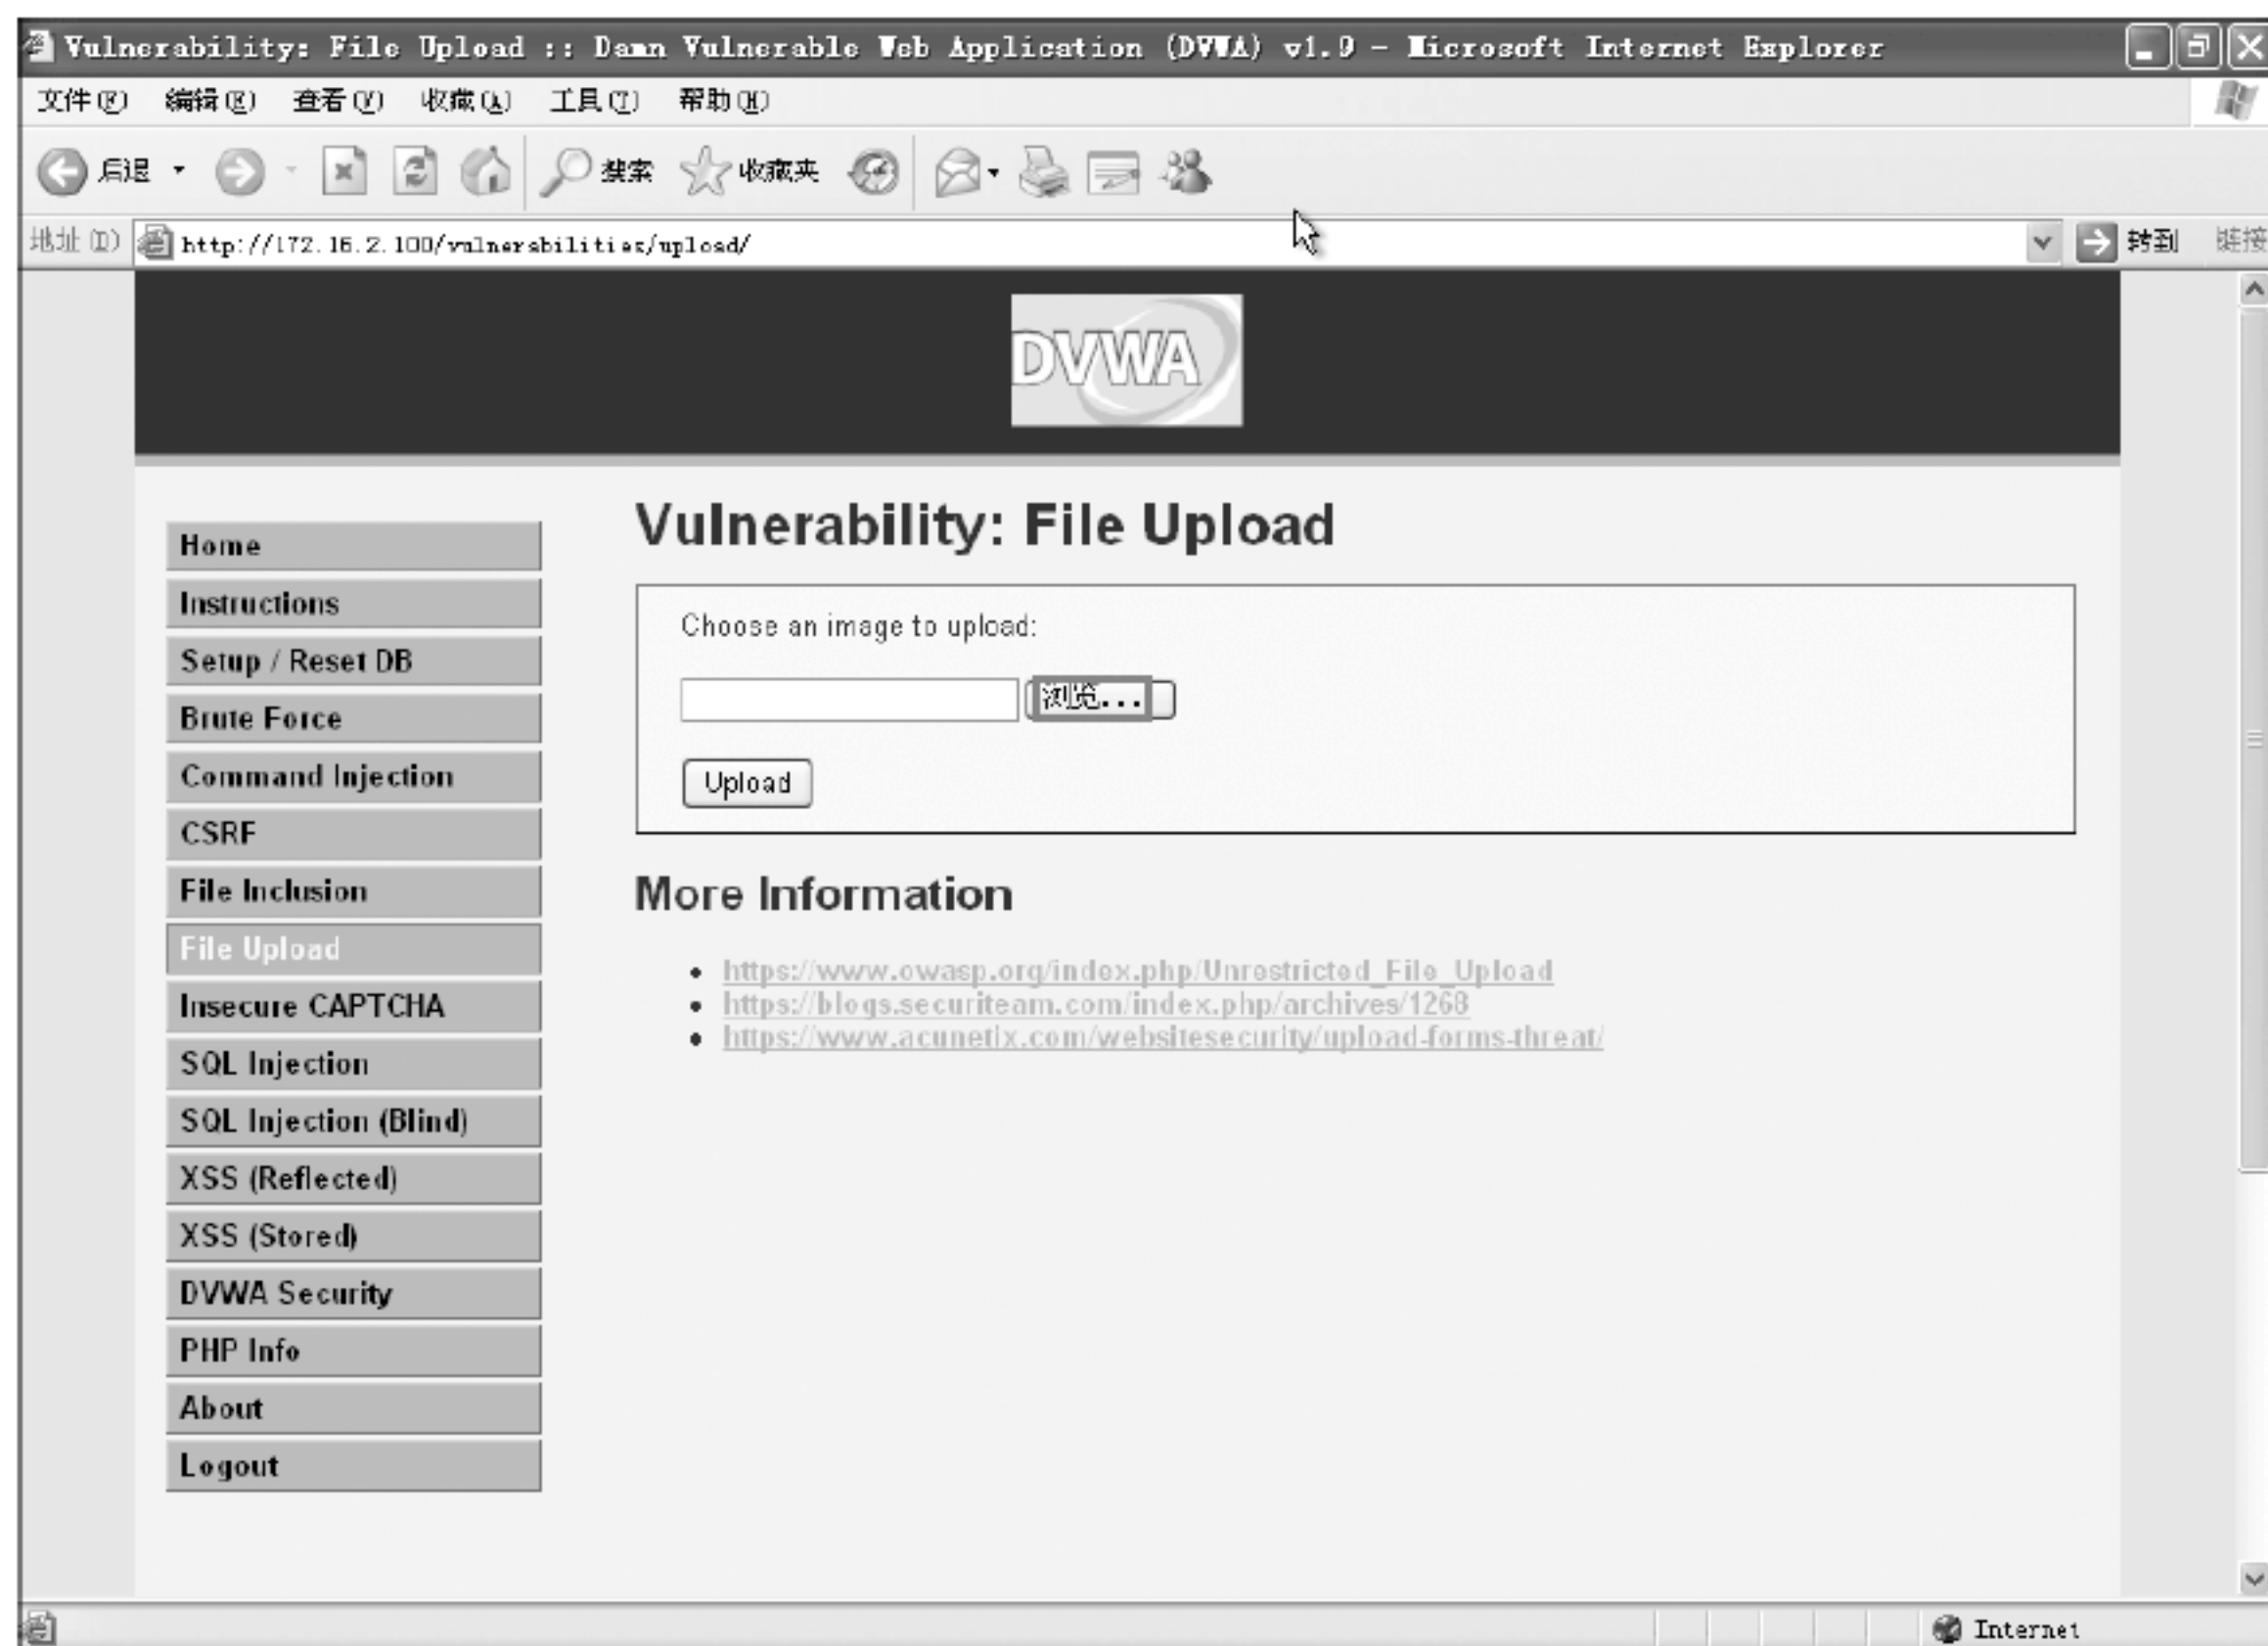 Vulnerability: File Upload :: Damn Vulnerable Web Application (DVWA) v1.9 - Microsoft Internet Explorer
文件(F) 编辑(E) 查看(V) 收藏(A) 工具(T) 帮助(H)
后退 搜索 收藏夹
地址(D) http://172.16.2.100/vulnerabilities/upload/ 转到 链接
DVWA
Vulnerability: File Upload
Home
Instructions
Setup / Reset DB
Brute Force
Command Injection
CSRF
File Inclusion
File Upload
Insecure CAPTCHA
SQL Injection
SQL Injection (Blind)
XSS (Reflected)
XSS (Stored)
DVWA Security
PHP Info
About
Logout
Choose an image to upload:
浏览...
Upload
More Information
https://www.owasp.org/index.php/Unrestricted_File_Upload
https://blogs.securiteam.com/index.php/archives/1268
https://www.acunetix.com/websitesecurity/upload-forms-threat/
Internet